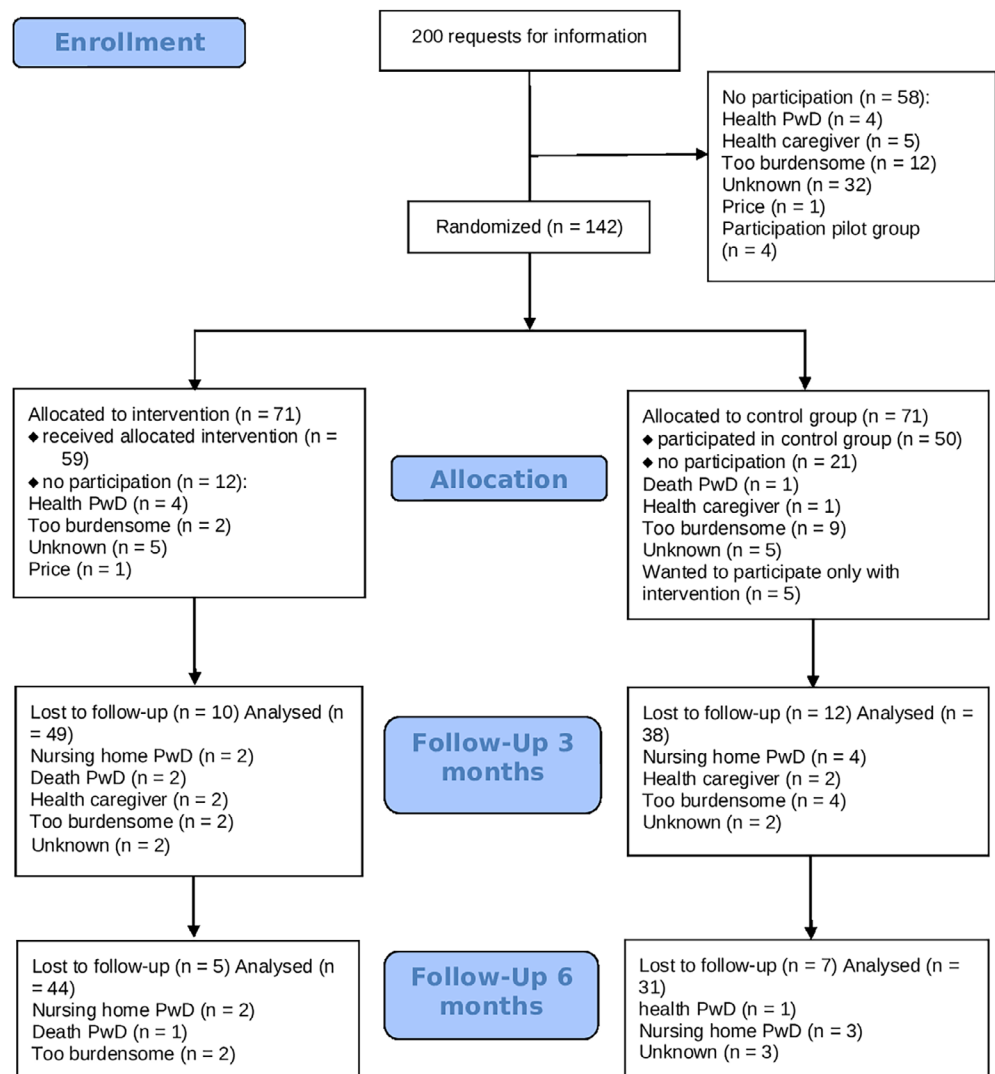 Enrollment
200 requests for information
No participation (n = 58):
Health PwD (n = 4)
Health caregiver (n = 5)
Too burdensome (n = 12)
Unknown (n = 32)
Price (n = 1)
Participation pilot group
(n = 4)
Randomized (n = 142)
Allocated to intervention (n = 71)
◆ received allocated intervention (n =
59)
◆ no participation (n = 12):
Health PwD (n = 4)
Too burdensome (n = 2)
Unknown (n = 5)
Price (n = 1)
Allocation
Allocated to control group (n = 71)
◆ participated in control group (n = 50)
◆ no participation (n = 21)
Death PwD (n = 1)
Health caregiver (n = 1)
Too burdensome (n = 9)
Unknown (n = 5)
Wanted to participate only with
intervention (n = 5)
Lost to follow-up (n = 10) Analysed (n
= 49)
Nursing home PwD (n = 2)
Death PwD (n = 2)
Health caregiver (n = 2)
Too burdensome (n = 2)
Unknown (n = 2)
Follow-Up 3
months
Lost to follow-up (n = 12) Analysed (n =
38)
Nursing home PwD (n = 4)
Health caregiver (n = 2)
Too burdensome (n = 4)
Unknown (n = 2)
Lost to follow-up (n = 5) Analysed (n
= 44)
Nursing home PwD (n = 2)
Death PwD (n = 1)
Too burdensome (n = 2)
Follow-Up 6
months
Lost to follow-up (n = 7) Analysed (n =
31)
health PwD (n = 1)
Nursing home PwD (n = 3)
Unknown (n = 3)